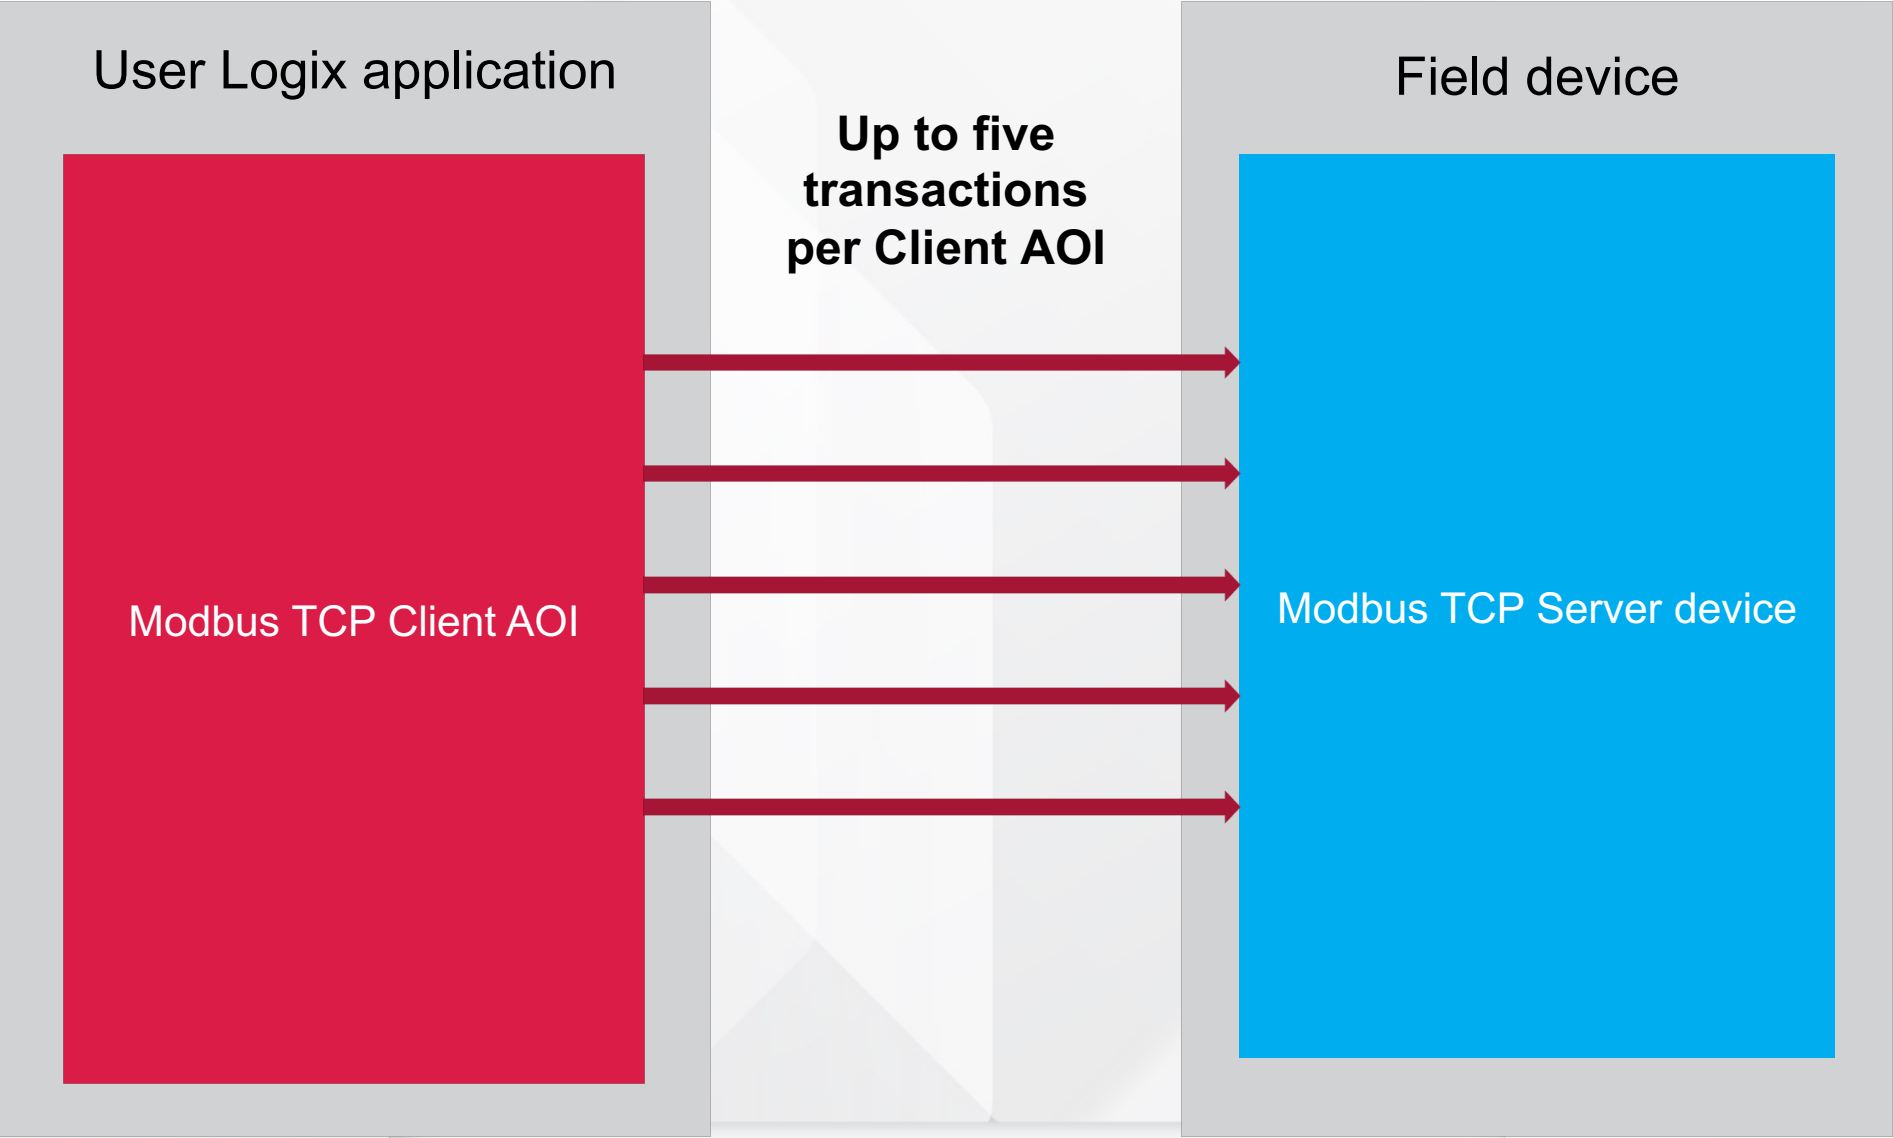 User Logix application
Field device
Up to five
transactions
per Client AOI
Modbus TCP Client AOI
Modbus TCP Server device